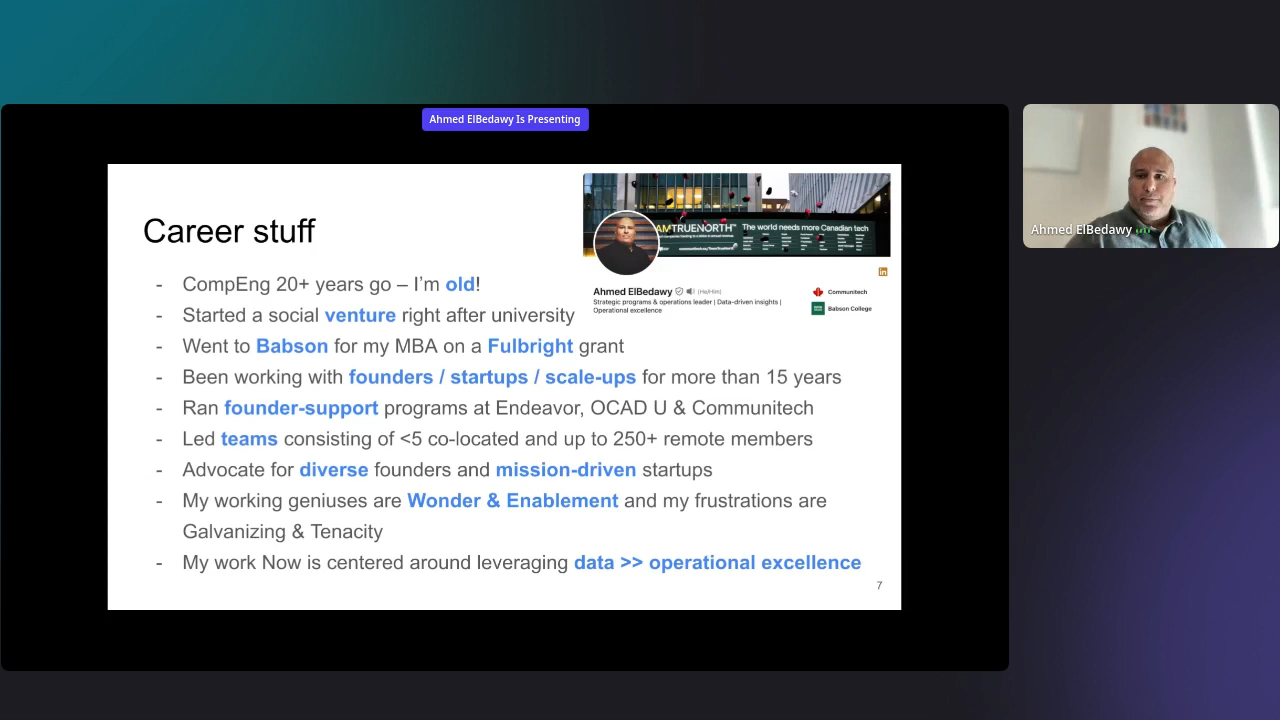 Ahmed ElBedawy Is Presenting
Career stuff
AMTRUENORTH™
The world needs more Canadian tech
Ahmed ElBedawy (He/Him)
Strategic programs & operations leader | Data-driven insights |
Operational excellence
Communitech
Babson College
- CompEng 20+ years go – I'm old!
- Started a social venture right after university
- Went to Babson for my MBA on a Fulbright grant
- Been working with founders / startups / scale-ups for more than 15 years
- Ran founder-support programs at Endeavor, OCAD U & Communitech
- Led teams consisting of <5 co-located and up to 250+ remote members
- Advocate for diverse founders and mission-driven startups
- My working geniuses are Wonder & Enablement and my frustrations are
Galvanizing & Tenacity
- My work Now is centered around leveraging data >> operational excellence
7
Ahmed ElBedawy